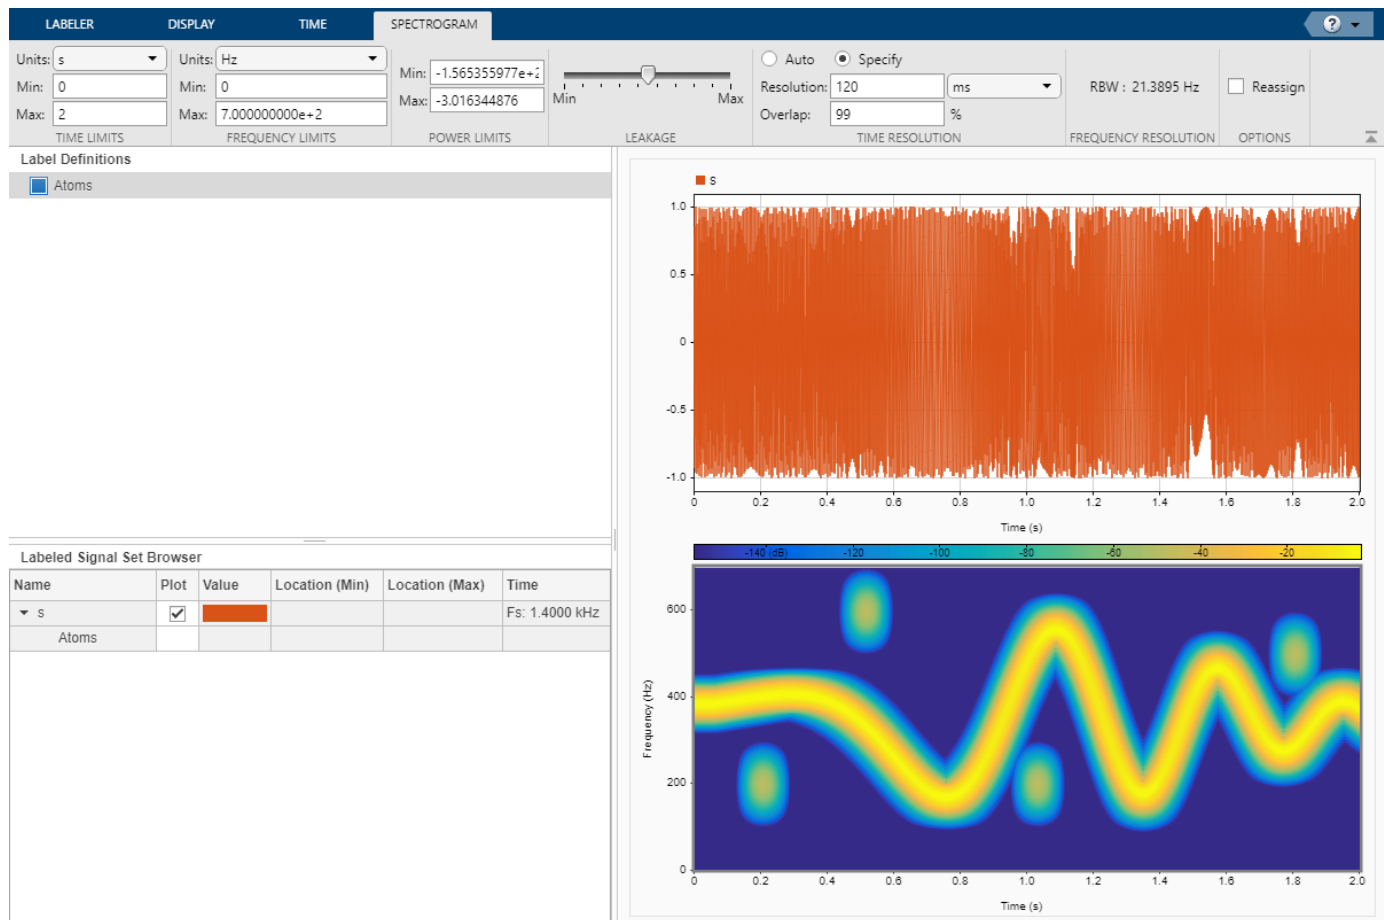 LABELER DISPLAY TIME SPECTROGRAM ?
Units: s Units: Hz Min: -1.565355977e+2 Auto Specify
Min: 0 Min: 0 Max: -3.016344876 Min Max Resolution: 120 ms RBW : 21.3895 Hz Reassign
Max: 2 Max: 7.000000000e+2 Overlap: 99 %
TIME LIMITS FREQUENCY LIMITS POWER LIMITS LEAKAGE TIME RESOLUTION FREQUENCY RESOLUTION OPTIONS
Label Definitions
Atoms
Labeled Signal Set Browser
Name Plot Value Location (Min) Location (Max) Time
s Fs: 1.4000 kHz
Atoms
s
1.0
0.5
0
-0.5
-1.0
0 0.2 0.4 0.6 0.8 1.0 1.2 1.4 1.6 1.8 2.0
Time (s)
-140 (dB) -120 -100 -80 -60 -40 -20
Frequency (Hz)
600
400
200
0
0 0.2 0.4 0.6 0.8 1.0 1.2 1.4 1.6 1.8 2.0
Time (s)